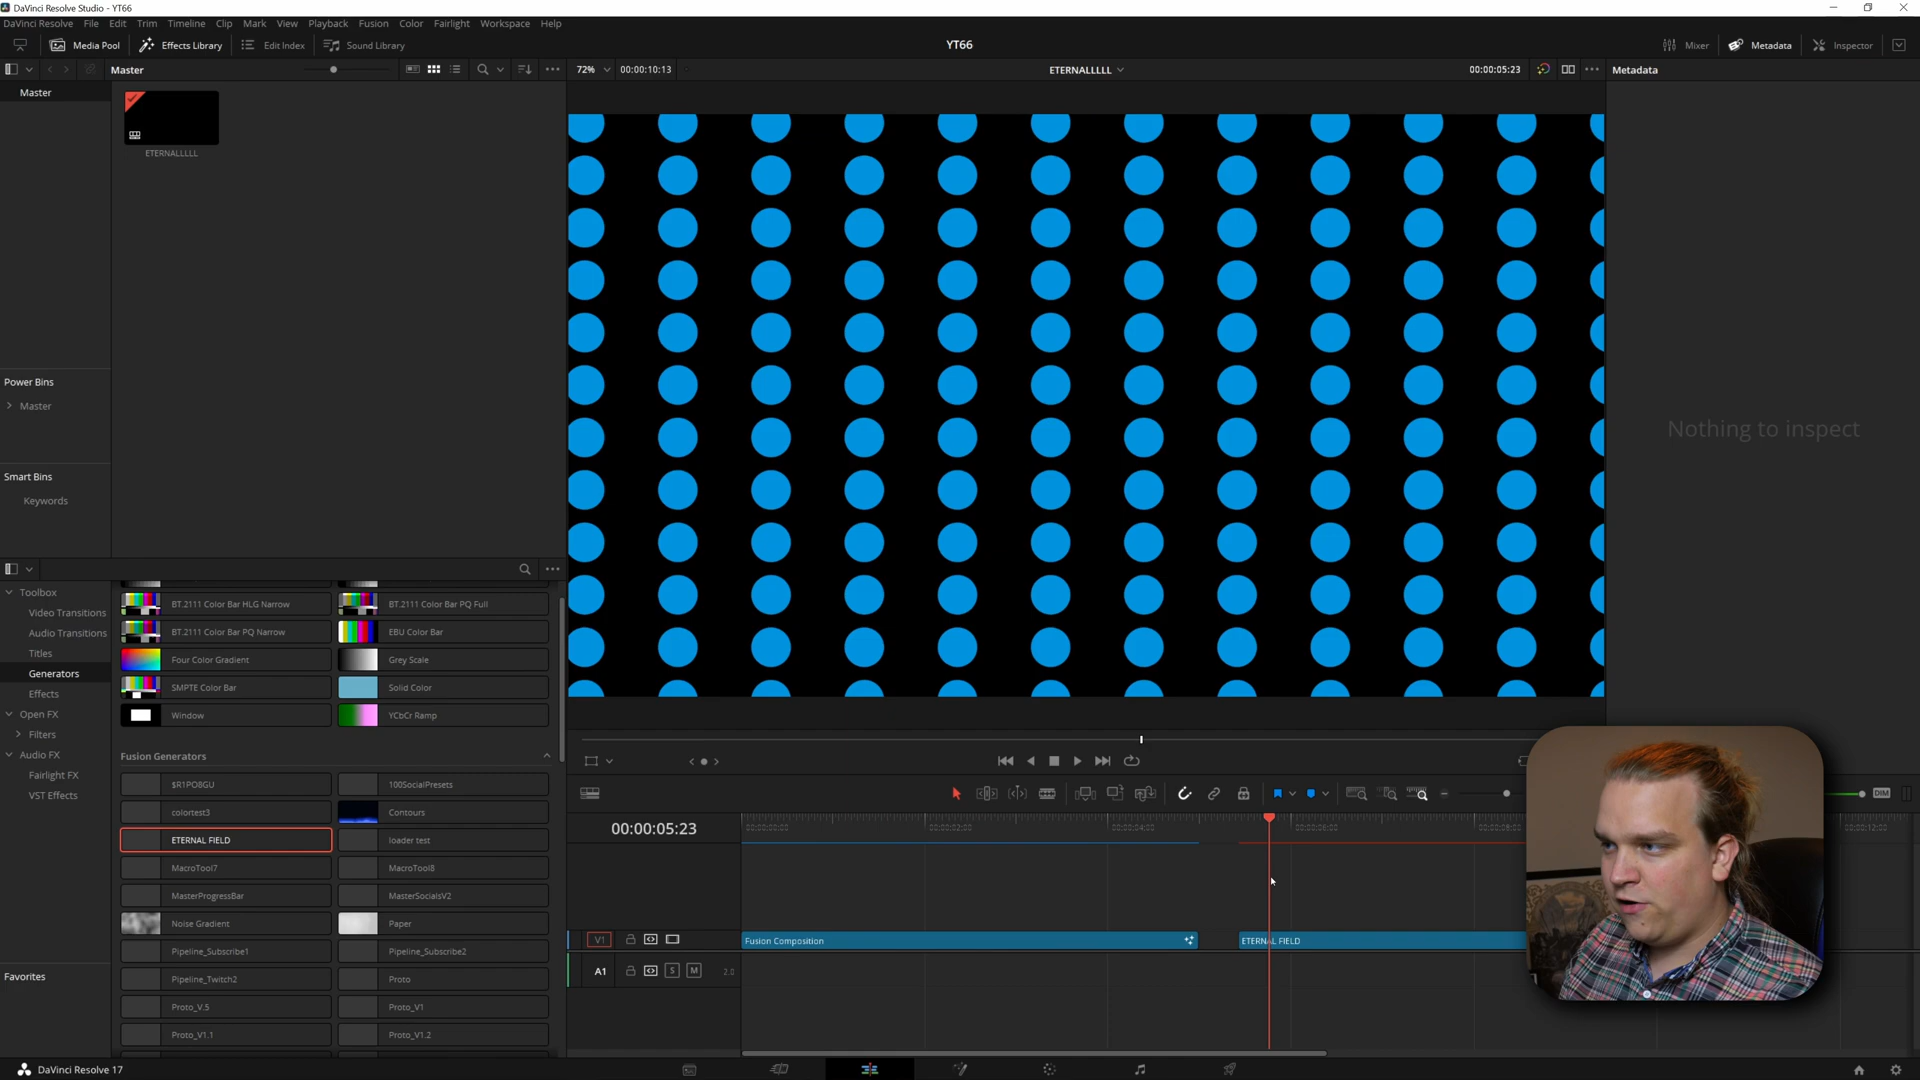 DaVinci Resolve Studio - YT66
DaVinci Resolve File Edit Trim Timeline Clip Mark View Playback Fusion Color Fairlight Workspace Help
Media Pool Effects Library Edit Index Sound Library YT66 Mixer Metadata Inspector
Master 72% 00:00:10:13 ETERNALLLLL 00:00:05:23 Metadata
Master
ETERNALLLLL
Power Bins
Master
Nothing to inspect
Smart Bins
Keywords
Toolbox
Video Transitions
Audio Transitions
Titles
Generators
Effects
Open FX
Filters
Audio FX
Fairlight FX
VST Effects
Favorites
BT.2111 Color Bar HLG Narrow BT.2111 Color Bar PQ Full
BT.2111 Color Bar PQ Narrow EBU Color Bar
Four Color Gradient Grey Scale
SMPTE Color Bar Solid Color
Window YCbCr Ramp
Fusion Generators
$R1PO8GU 100SocialPresets
colortest3 Contours
ETERNAL FIELD loader test
MacroTool7 MacroTool8
MasterProgressBar MasterSocialsV2
Noise Gradient Paper
Pipeline_Subscribe1 Pipeline_Subscribe2
Pipeline_Twitch2 Proto
Proto_V.5 Proto_V1
Proto_V1.1 Proto_V1.2
DIM
00:00:05:23
V1 Fusion Composition ETERNAL FIELD
A1 S M 2.0
DaVinci Resolve 17